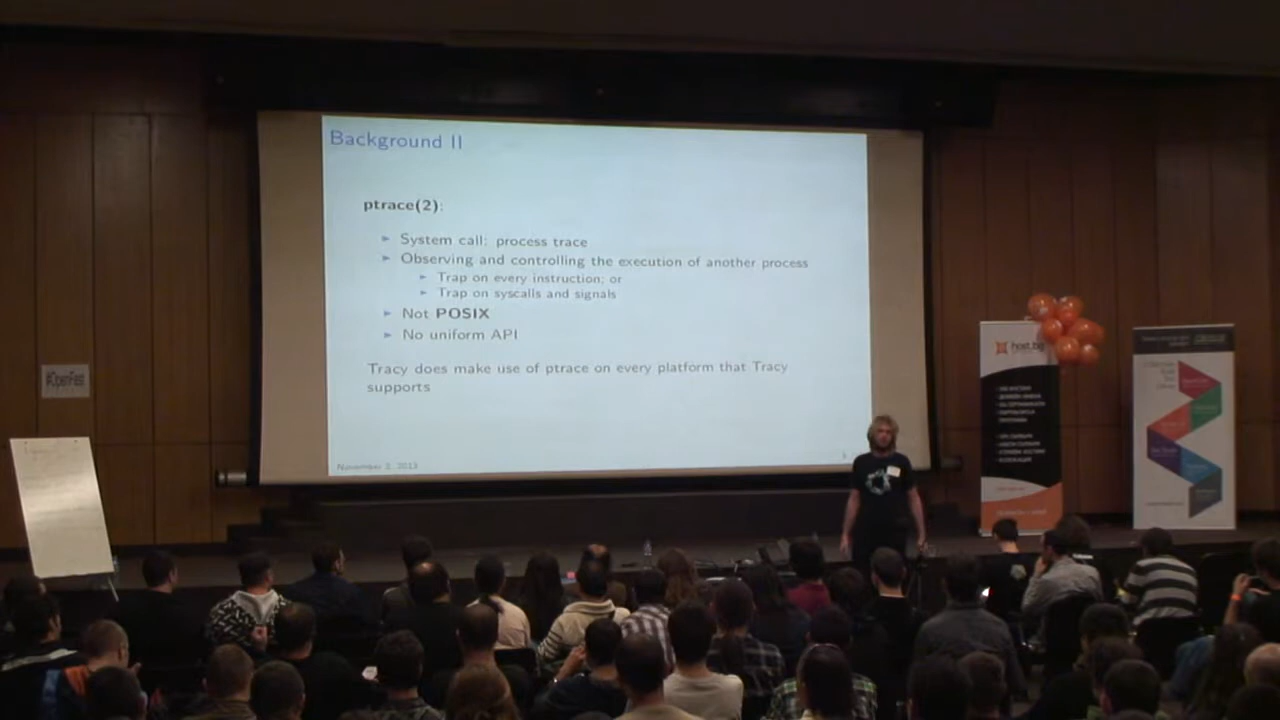 Background II
ptrace(2):
System call: process trace
Observing and controlling the execution of another process
Trap on every instruction; or
Trap on syscalls and signals
Not POSIX
No uniform API
Tracy does make use of ptrace on every platform that Tracy
supports
November 2, 2013
#OpenFest
host.bg